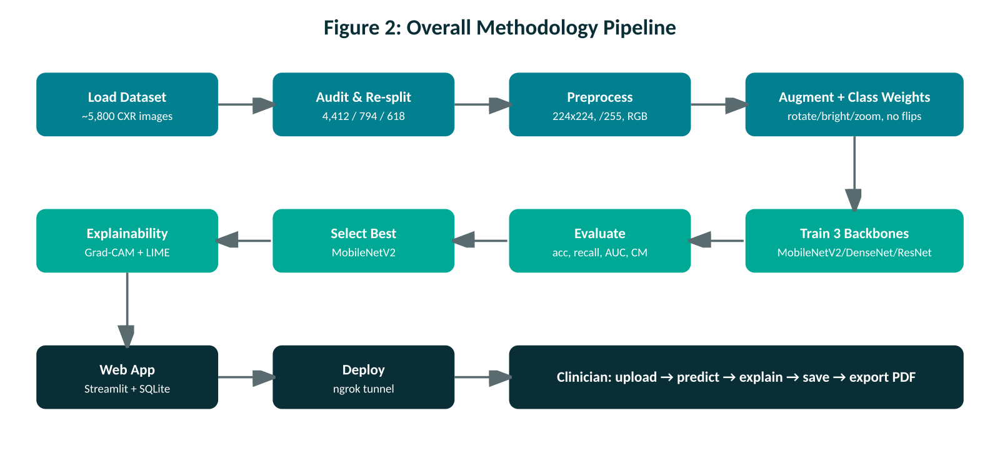 Figure 2: Overall Methodology Pipeline
Load Dataset
~5,800 CXR images
Audit & Re-split
4,412 / 794 / 618
Preprocess
224x224, /255, RGB
Augment + Class Weights
rotate/bright/zoom, no flips
Train 3 Backbones
MobileNetV2/DenseNet/ResNet
Evaluate
acc, recall, AUC, CM
Select Best
MobileNetV2
Explainability
Grad-CAM + LIME
Web App
Streamlit + SQLite
Deploy
ngrok tunnel
Clinician: upload → predict → explain → save → export PDF